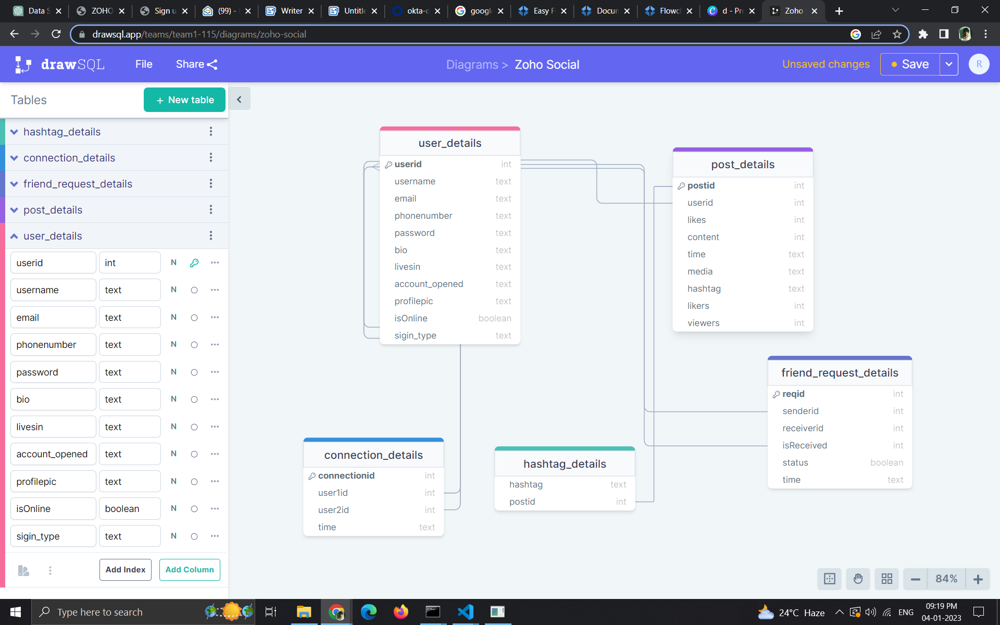 Data S
ZOHO
Sign u
(99) -
Writer
Untitle
okta-
googl
Easy F
Docun
Flowch
d - Pr
Zoho
drawsql.app/teams/team1-115/diagrams/zoho-social
drawSQL
File
Share
Diagrams > Zoho Social
Unsaved changes
Save
R
Tables
+ New table
hashtag_details
connection_details
friend_request_details
post_details
user_details
userid int N
username text N
email text N
phonenumber text N
password text N
bio text N
livesin text N
account_opened text N
profilepic text N
isOnline boolean N
sigin_type text N
Add Index
Add Column
user_details
userid int
username text
email text
phonenumber text
password text
bio text
livesin text
account_opened text
profilepic text
isOnline boolean
sigin_type text
post_details
postid int
userid int
likes int
content int
time text
media text
hashtag text
likers int
viewers int
friend_request_details
reqid int
senderid int
receiverid int
isReceived int
status boolean
time text
connection_details
connectionid int
user1id int
user2id int
time text
hashtag_details
hashtag text
postid int
84%
Type here to search
24°C Haze
ENG
09:19 PM
04-01-2023